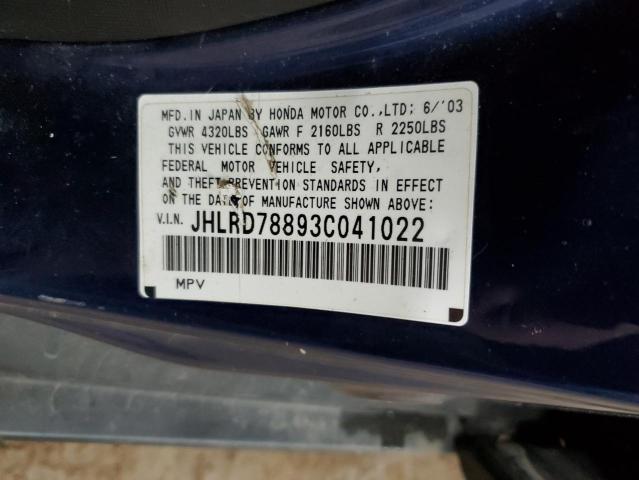 MFD.IN JAPAN BY HONDA MOTOR CO.,LTD; 6/'03
GVWR 4320LBS GAWR F 2160LBS R 2250LBS
THIS VEHICLE CONFORMS TO ALL APPLICABLE
FEDERAL MOTOR VEHICLE SAFETY,
AND THEFT PREVENTION STANDARDS IN EFFECT
ON THE DATE OF MANUFACTURE SHOWN ABOVE:
V.I.N. JHLRD78893C041022
MPV